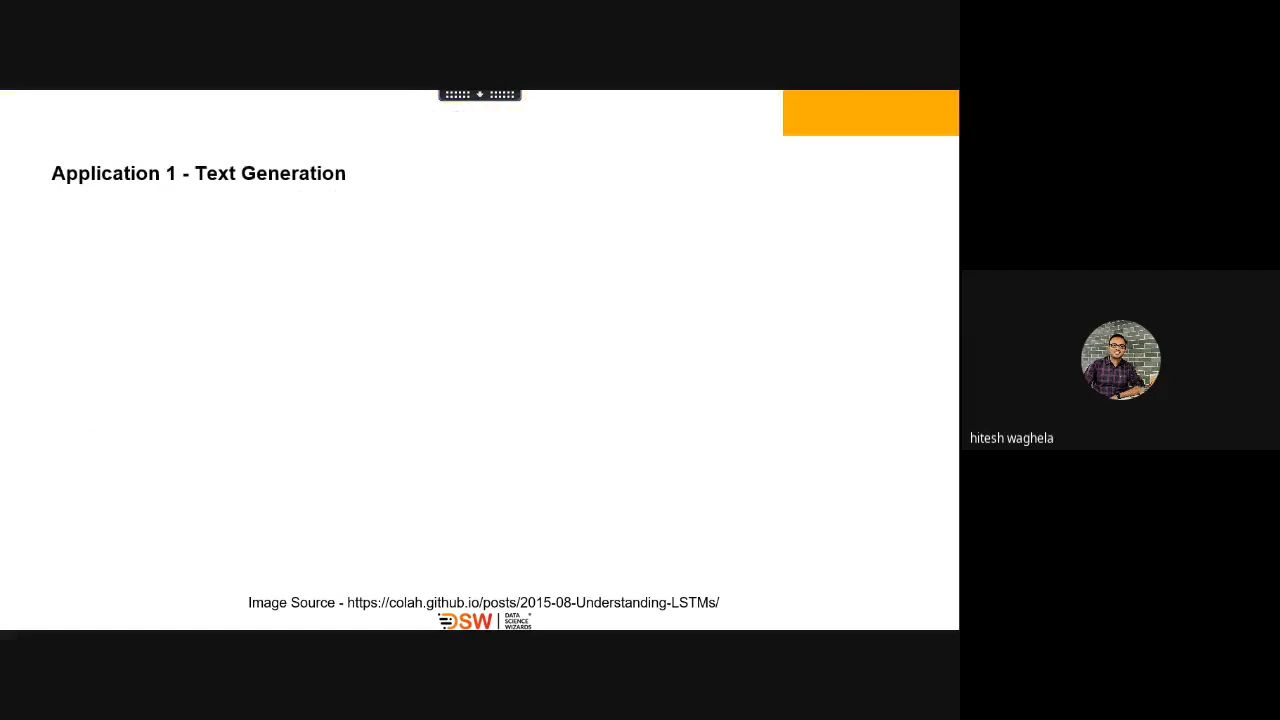 Application 1 - Text Generation
hitesh waghela
Image Source - https://colah.github.io/posts/2015-08-Understanding-LSTMs/
DSW | DATA
SCIENCE
WIZARDS